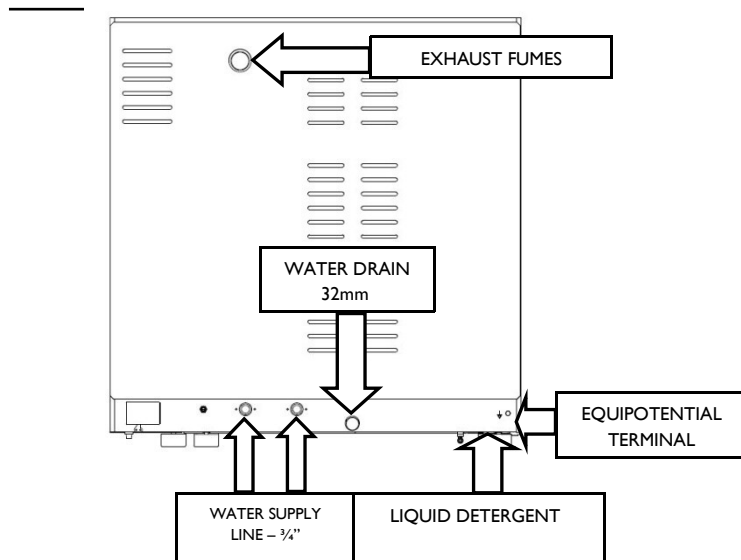 EXHAUST FUMES
WATER DRAIN
32mm
EQUIPOTENTIAL
TERMINAL
WATER SUPPLY
LINE – ¾”
LIQUID DETERGENT